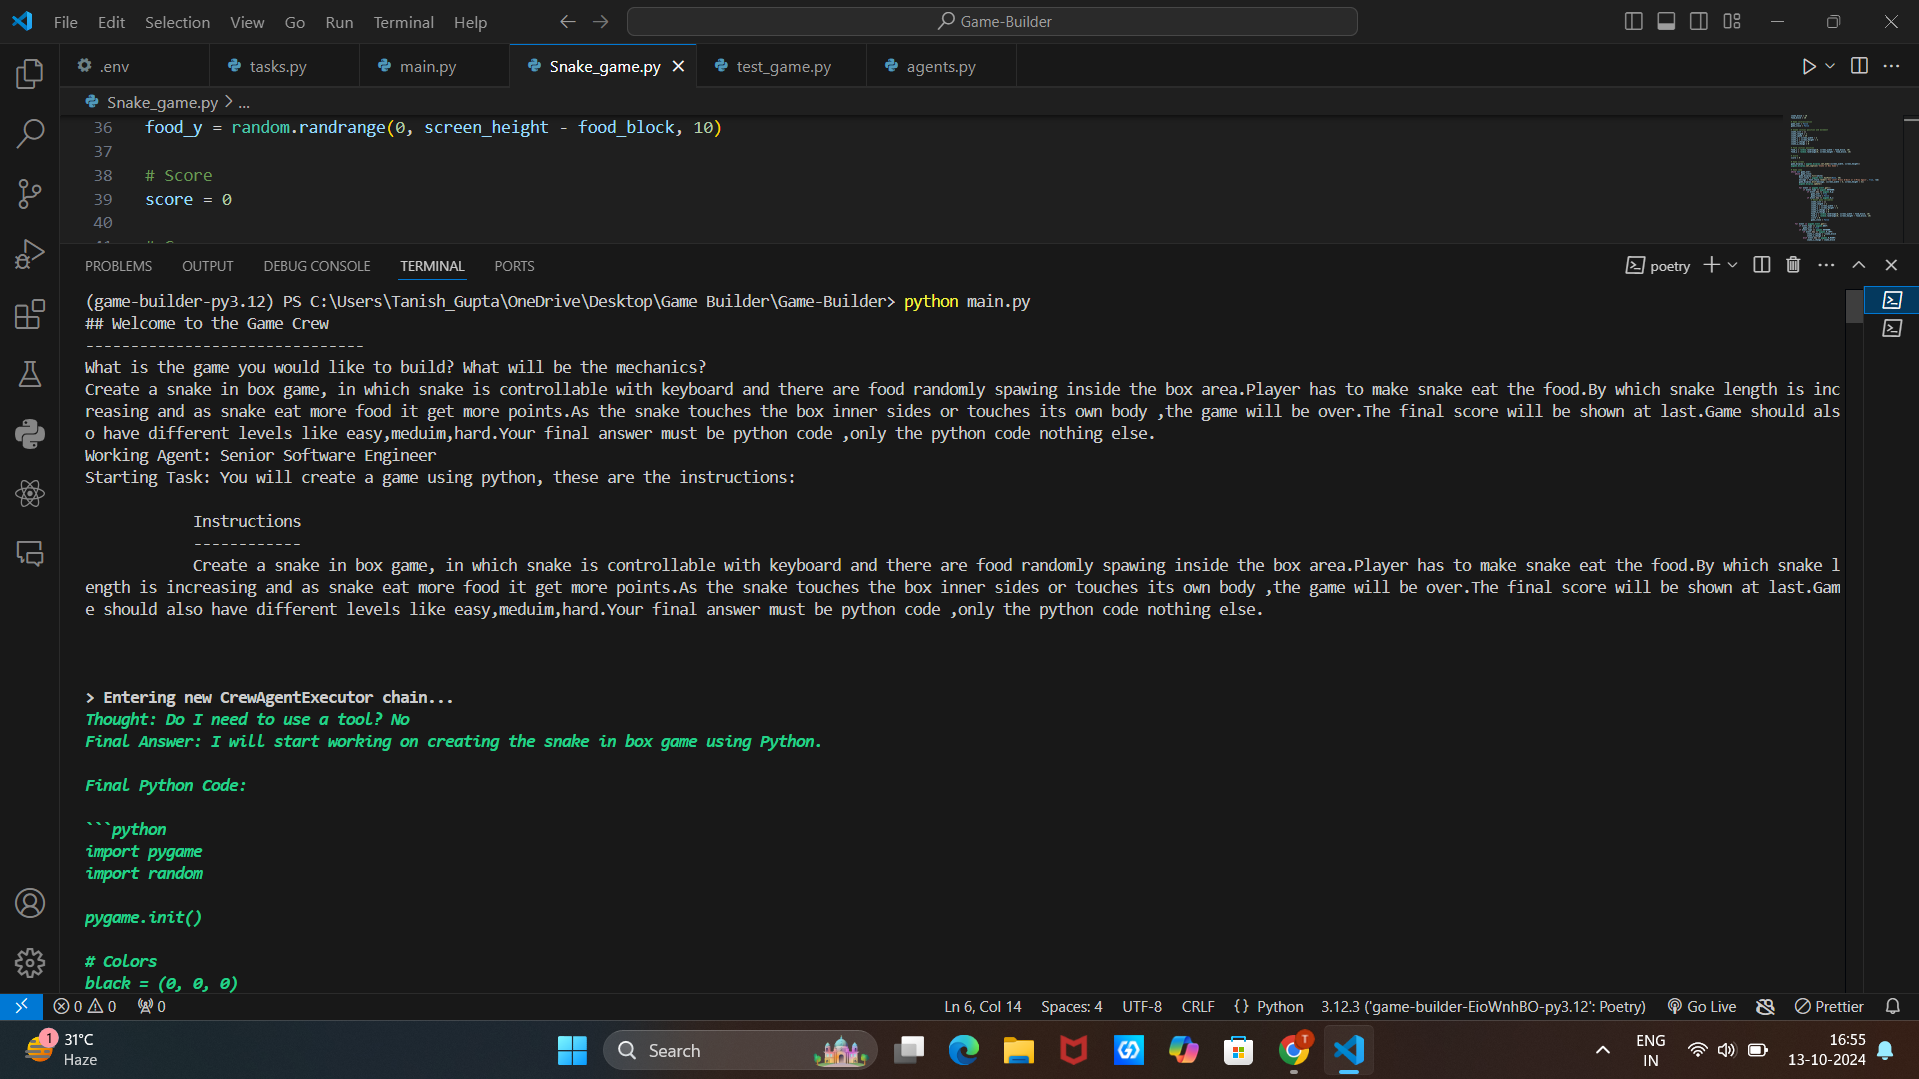 File Edit Selection View Go Run Terminal Help
Game-Builder
.env
tasks.py
main.py
Snake_game.py
test_game.py
agents.py
Snake_game.py > ...
36 food_y = random.randrange(0, screen_height - food_block, 10)
37
38 # Score
39 score = 0
40
PROBLEMS OUTPUT DEBUG CONSOLE TERMINAL PORTS
poetry
(game-builder-py3.12) PS C:\Users\Tanish_Gupta\OneDrive\Desktop\Game Builder\Game-Builder> python main.py
## Welcome to the Game Crew
-------------------------------
What is the game you would like to build? What will be the mechanics?
Create a snake in box game, in which snake is controllable with keyboard and there are food randomly spawing inside the box area.Player has to make snake eat the food.By which snake length is inc
reasing and as snake eat more food it get more points.As the snake touches the box inner sides or touches its own body ,the game will be over.The final score will be shown at last.Game should als
o have different levels like easy,meduim,hard.Your final answer must be python code ,only the python code nothing else.
Working Agent: Senior Software Engineer
Starting Task: You will create a game using python, these are the instructions:
Instructions
------------
Create a snake in box game, in which snake is controllable with keyboard and there are food randomly spawing inside the box area.Player has to make snake eat the food.By which snake l
ength is increasing and as snake eat more food it get more points.As the snake touches the box inner sides or touches its own body ,the game will be over.The final score will be shown at last.Gam
e should also have different levels like easy,meduim,hard.Your final answer must be python code ,only the python code nothing else.
> Entering new CrewAgentExecutor chain...
Thought: Do I need to use a tool? No
Final Answer: I will start working on creating the snake in box game using Python.
Final Python Code:
```python
import pygame
import random
pygame.init()
# Colors
black = (0, 0, 0)
0 0 0 Ln 6, Col 14 Spaces: 4 UTF-8 CRLF {} Python 3.12.3 ('game-builder-EioWnhBO-py3.12': Poetry) Go Live Prettier
1
31°C
Haze
Search
T
ENG
IN
16:55
13-10-2024